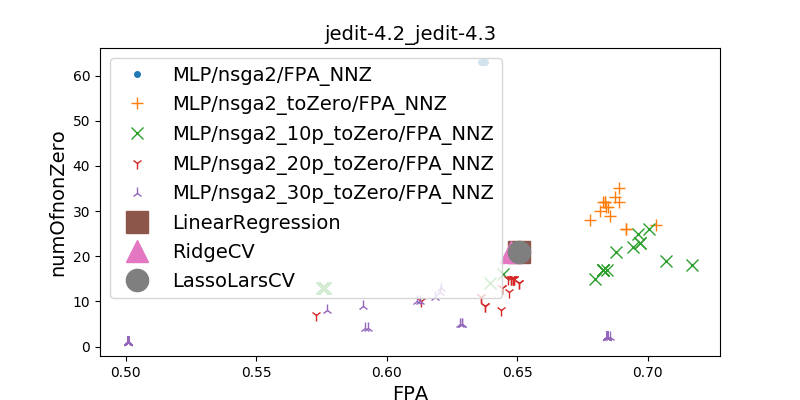 jedit-4.2_jedit-4.3
numOfnonZero
60
50
40
30
20
10
0
MLP/nsga2/FPA_NNZ
MLP/nsga2_toZero/FPA_NNZ
MLP/nsga2_10p_toZero/FPA_NNZ
MLP/nsga2_20p_toZero/FPA_NNZ
MLP/nsga2_30p_toZero/FPA_NNZ
LinearRegression
RidgeCV
LassoLarsCV
0.50 0.55 0.60 0.65 0.70
FPA